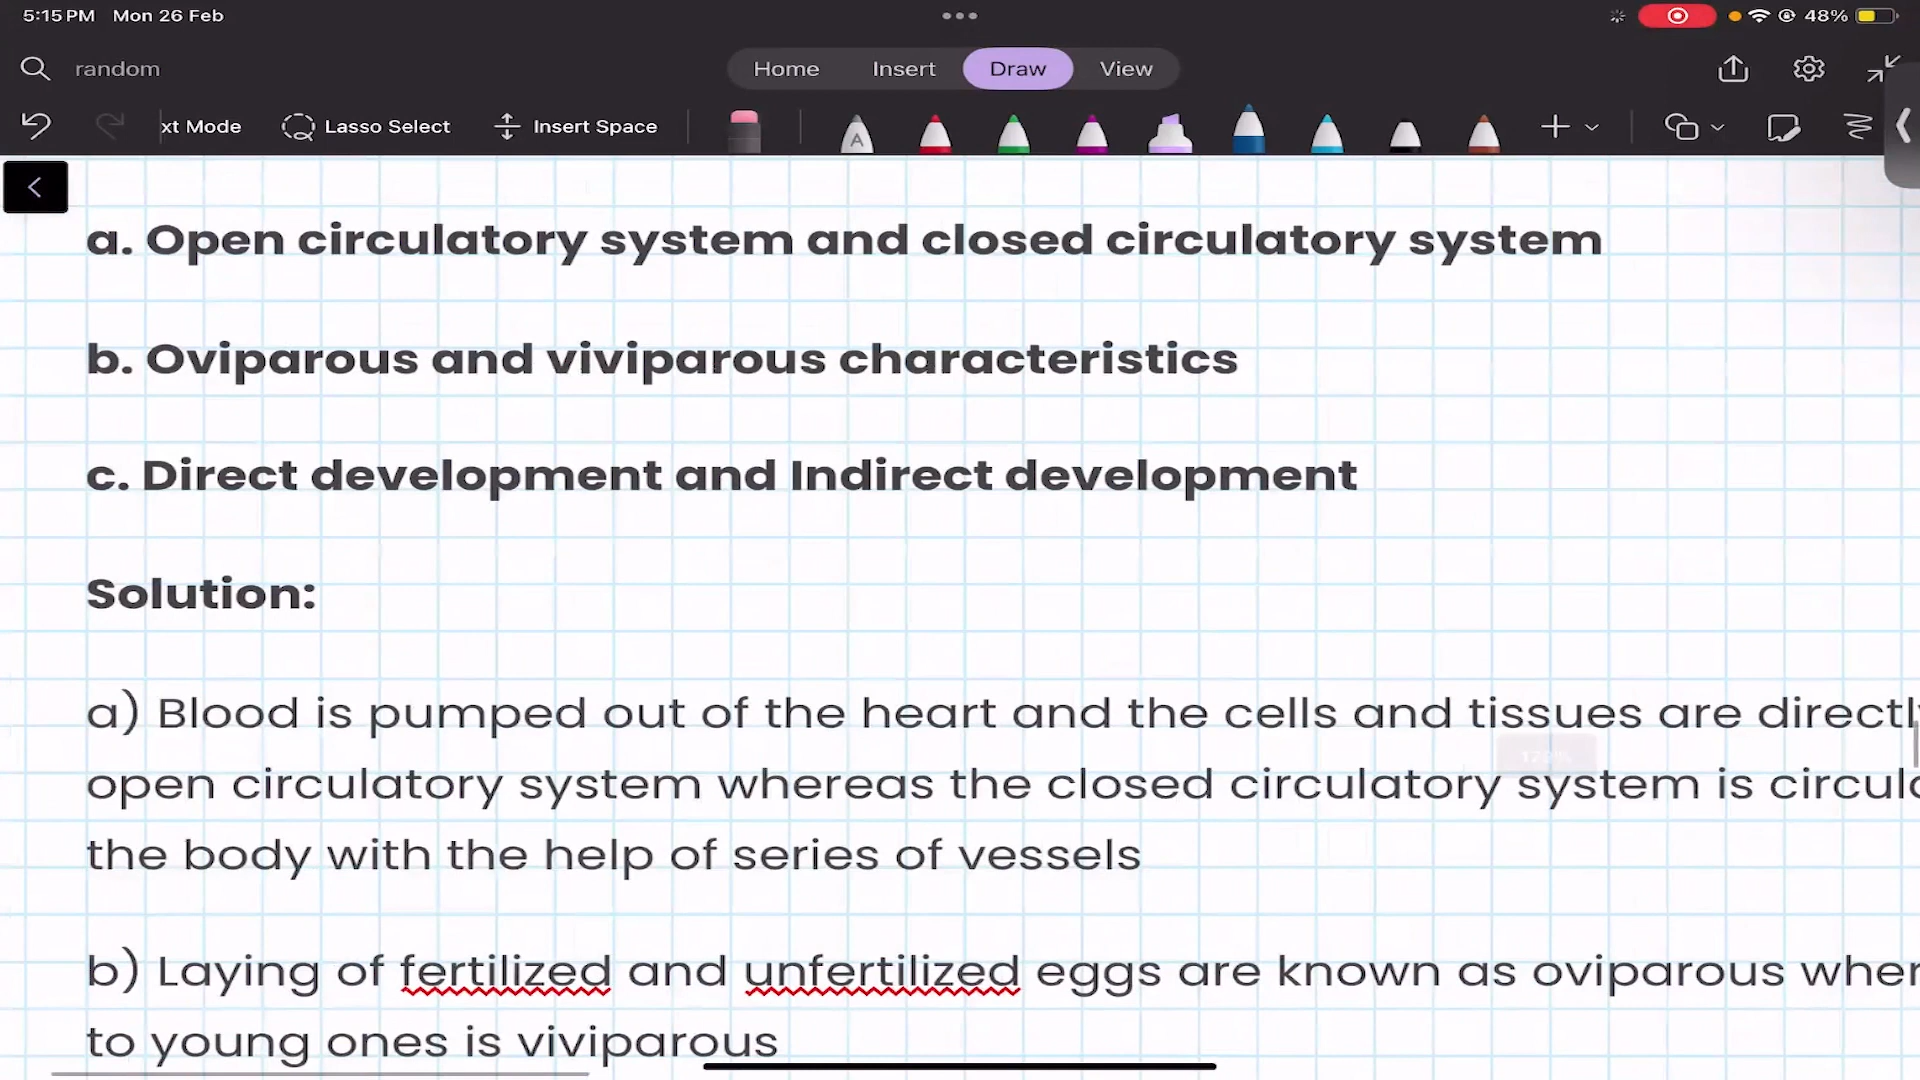 5:15 PM Mon 26 Feb
48%
random
Home Insert Draw View
xt Mode Lasso Select Insert Space
A
a. Open circulatory system and closed circulatory system
b. Oviparous and viviparous characteristics
c. Direct development and Indirect development
Solution:
a) Blood is pumped out of the heart and the cells and tissues are directl
open circulatory system whereas the closed circulatory system is circul
the body with the help of series of vessels
b) Laying of fertilized and unfertilized eggs are known as oviparous wher
to young ones is viviparous